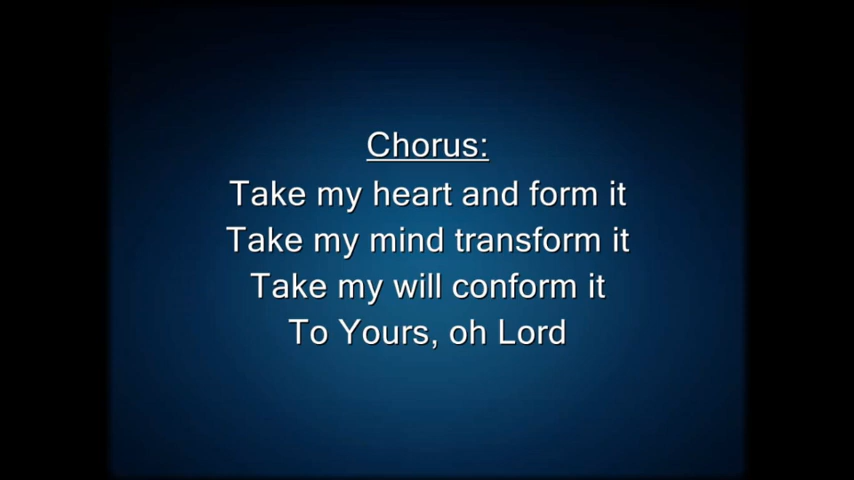 Chorus:
Take my heart and form it
Take my mind transform it
Take my will conform it
To Yours, oh Lord